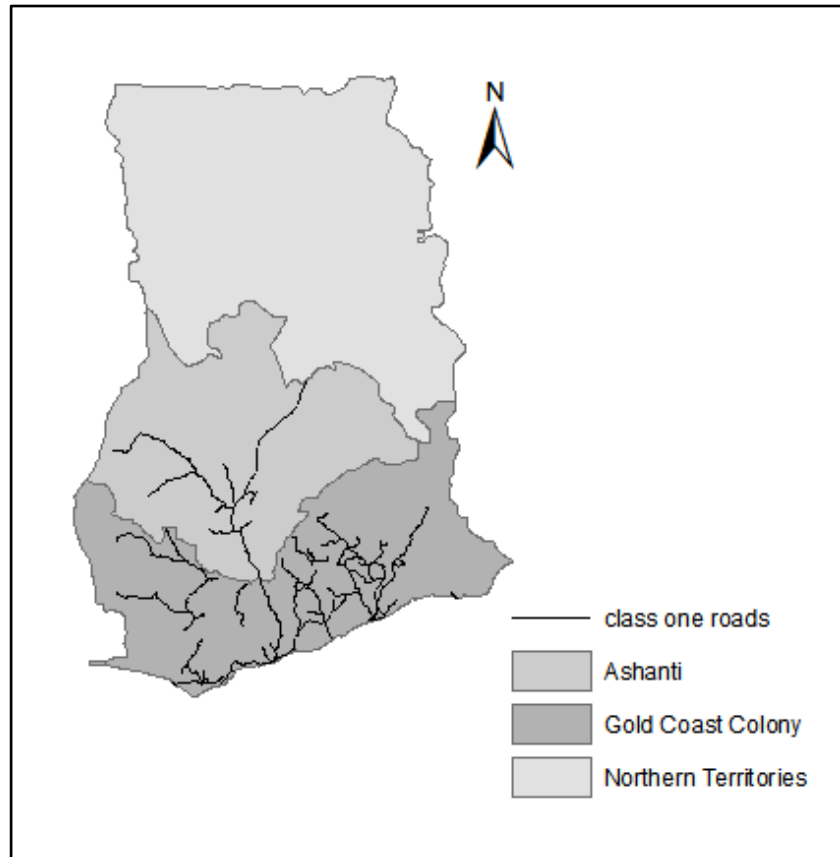 N
class one roads
Ashanti
Gold Coast Colony
Northern Territories